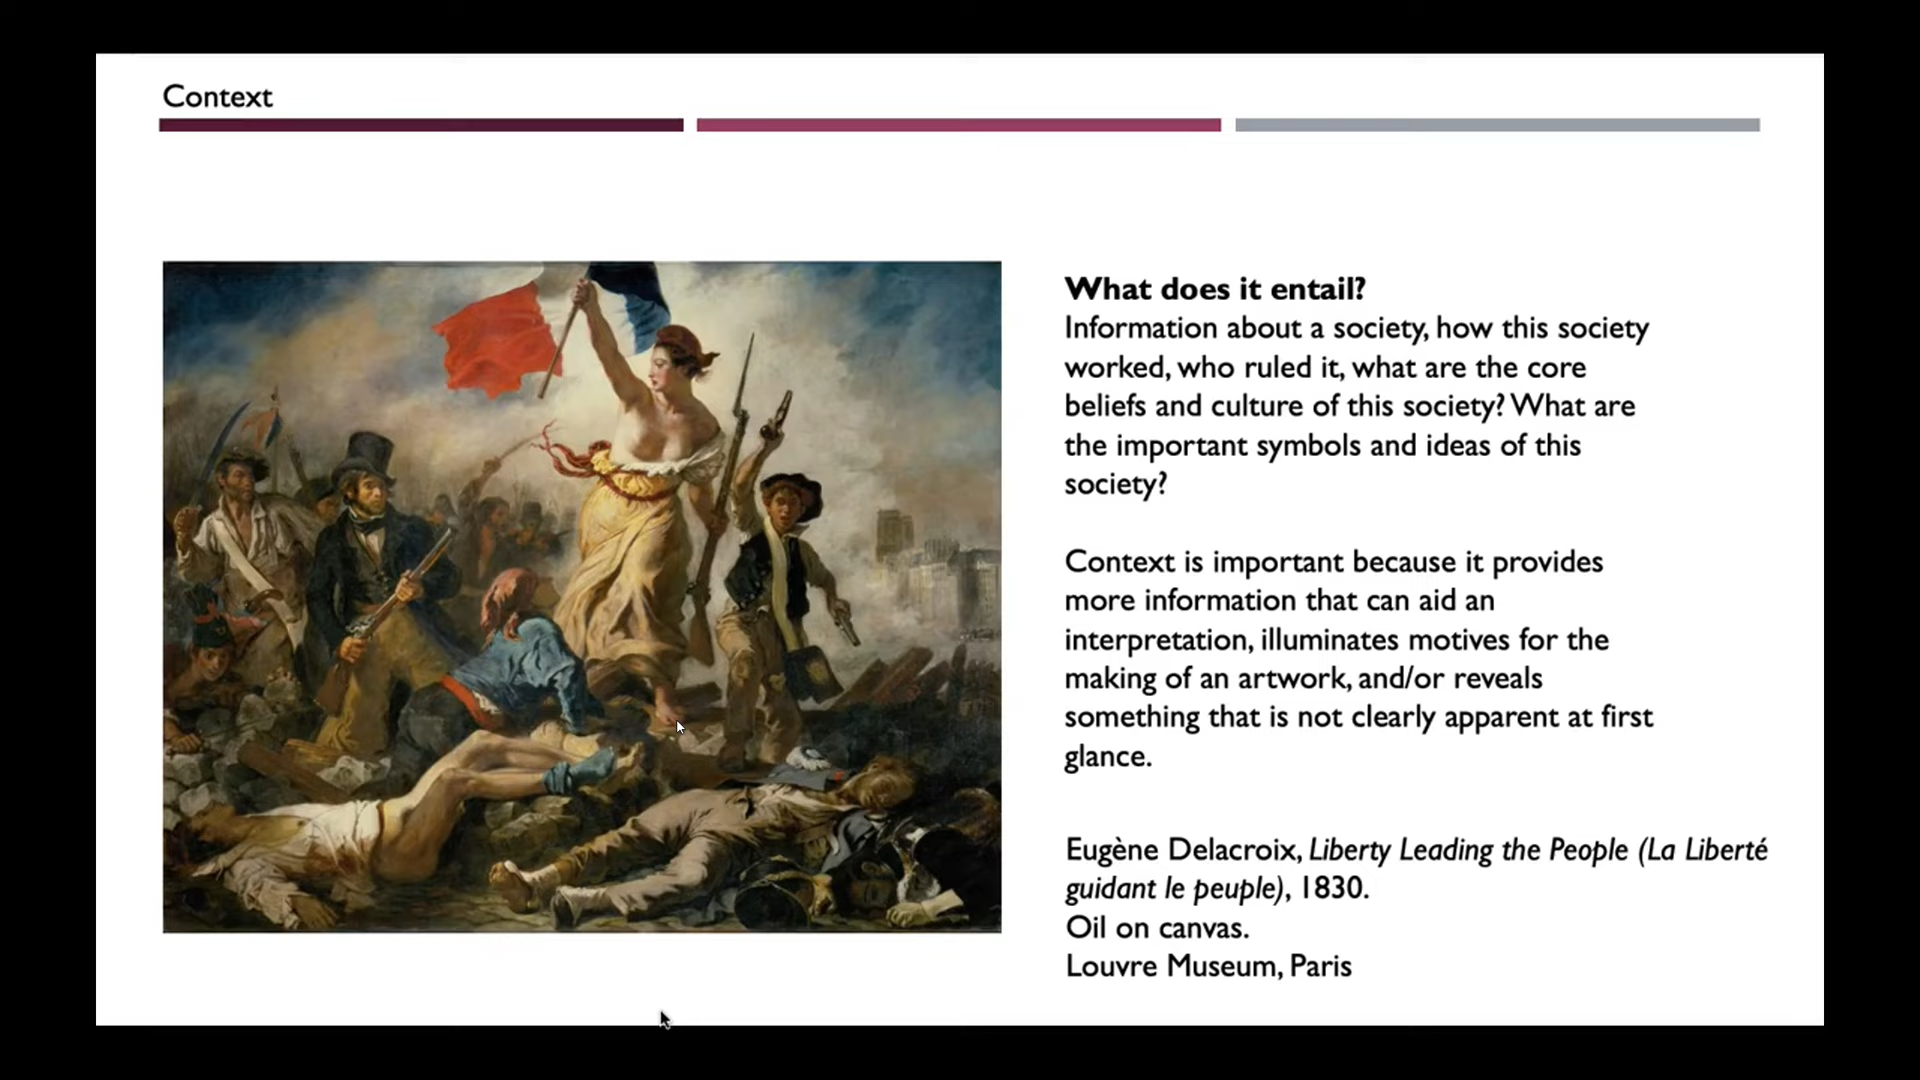 Context
What does it entail?
Information about a society, how this society
worked, who ruled it, what are the core
beliefs and culture of this society? What are
the important symbols and ideas of this
society?
Context is important because it provides
more information that can aid an
interpretation, illuminates motives for the
making of an artwork, and/or reveals
something that is not clearly apparent at first
glance.
Eugène Delacroix, Liberty Leading the People (La Liberté
guidant le peuple), 1830.
Oil on canvas.
Louvre Museum, Paris